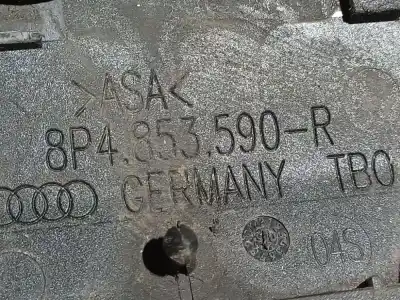 >ASA<
8P4.853.590-R
GERMANY TBO
04S